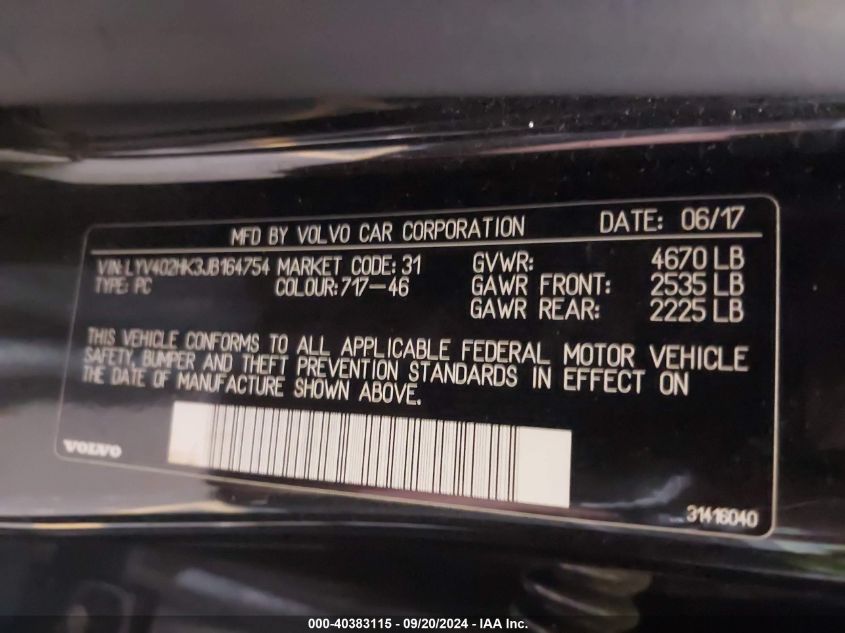 MFD BY VOLVO CAR CORPORATION DATE: 06/17
VIN: LYV402HK3JB164754 MARKET CODE: 31 GVWR: 4670 LB
TYPE: PC COLOUR: 717-46 GAWR FRONT: 2535 LB
GAWR REAR: 2225 LB
THIS VEHICLE CONFORMS TO ALL APPLICABLE FEDERAL MOTOR VEHICLE
SAFETY, BUMPER AND THEFT PREVENTION STANDARDS IN EFFECT ON
THE DATE OF MANUFACTURE SHOWN ABOVE.
VOLVO
31416040
000-40383115 - 09/20/2024 - IAA Inc.